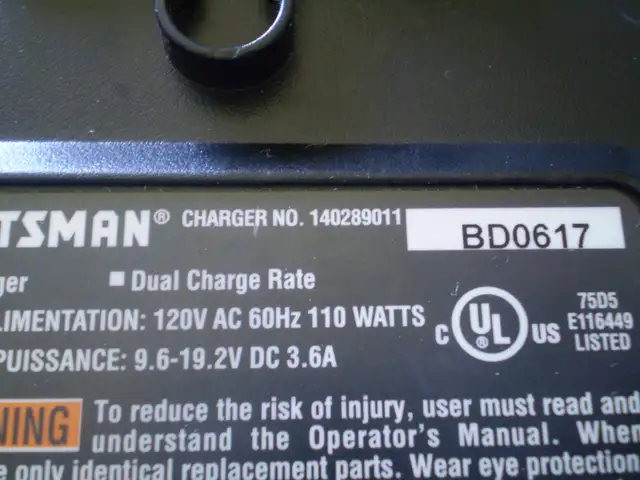 TSMAN® CHARGER NO. 140289011 BD0617
ger ■ Dual Charge Rate
LIMENTATION: 120V AC 60Hz 110 WATTS
PUISSANCE: 9.6-19.2V DC 3.6A
C UL® US
75D5
E116449
LISTED
NING To reduce the risk of injury, user must read and
understand the Operator's Manual. When
e only identical replacement parts. Wear eye protection